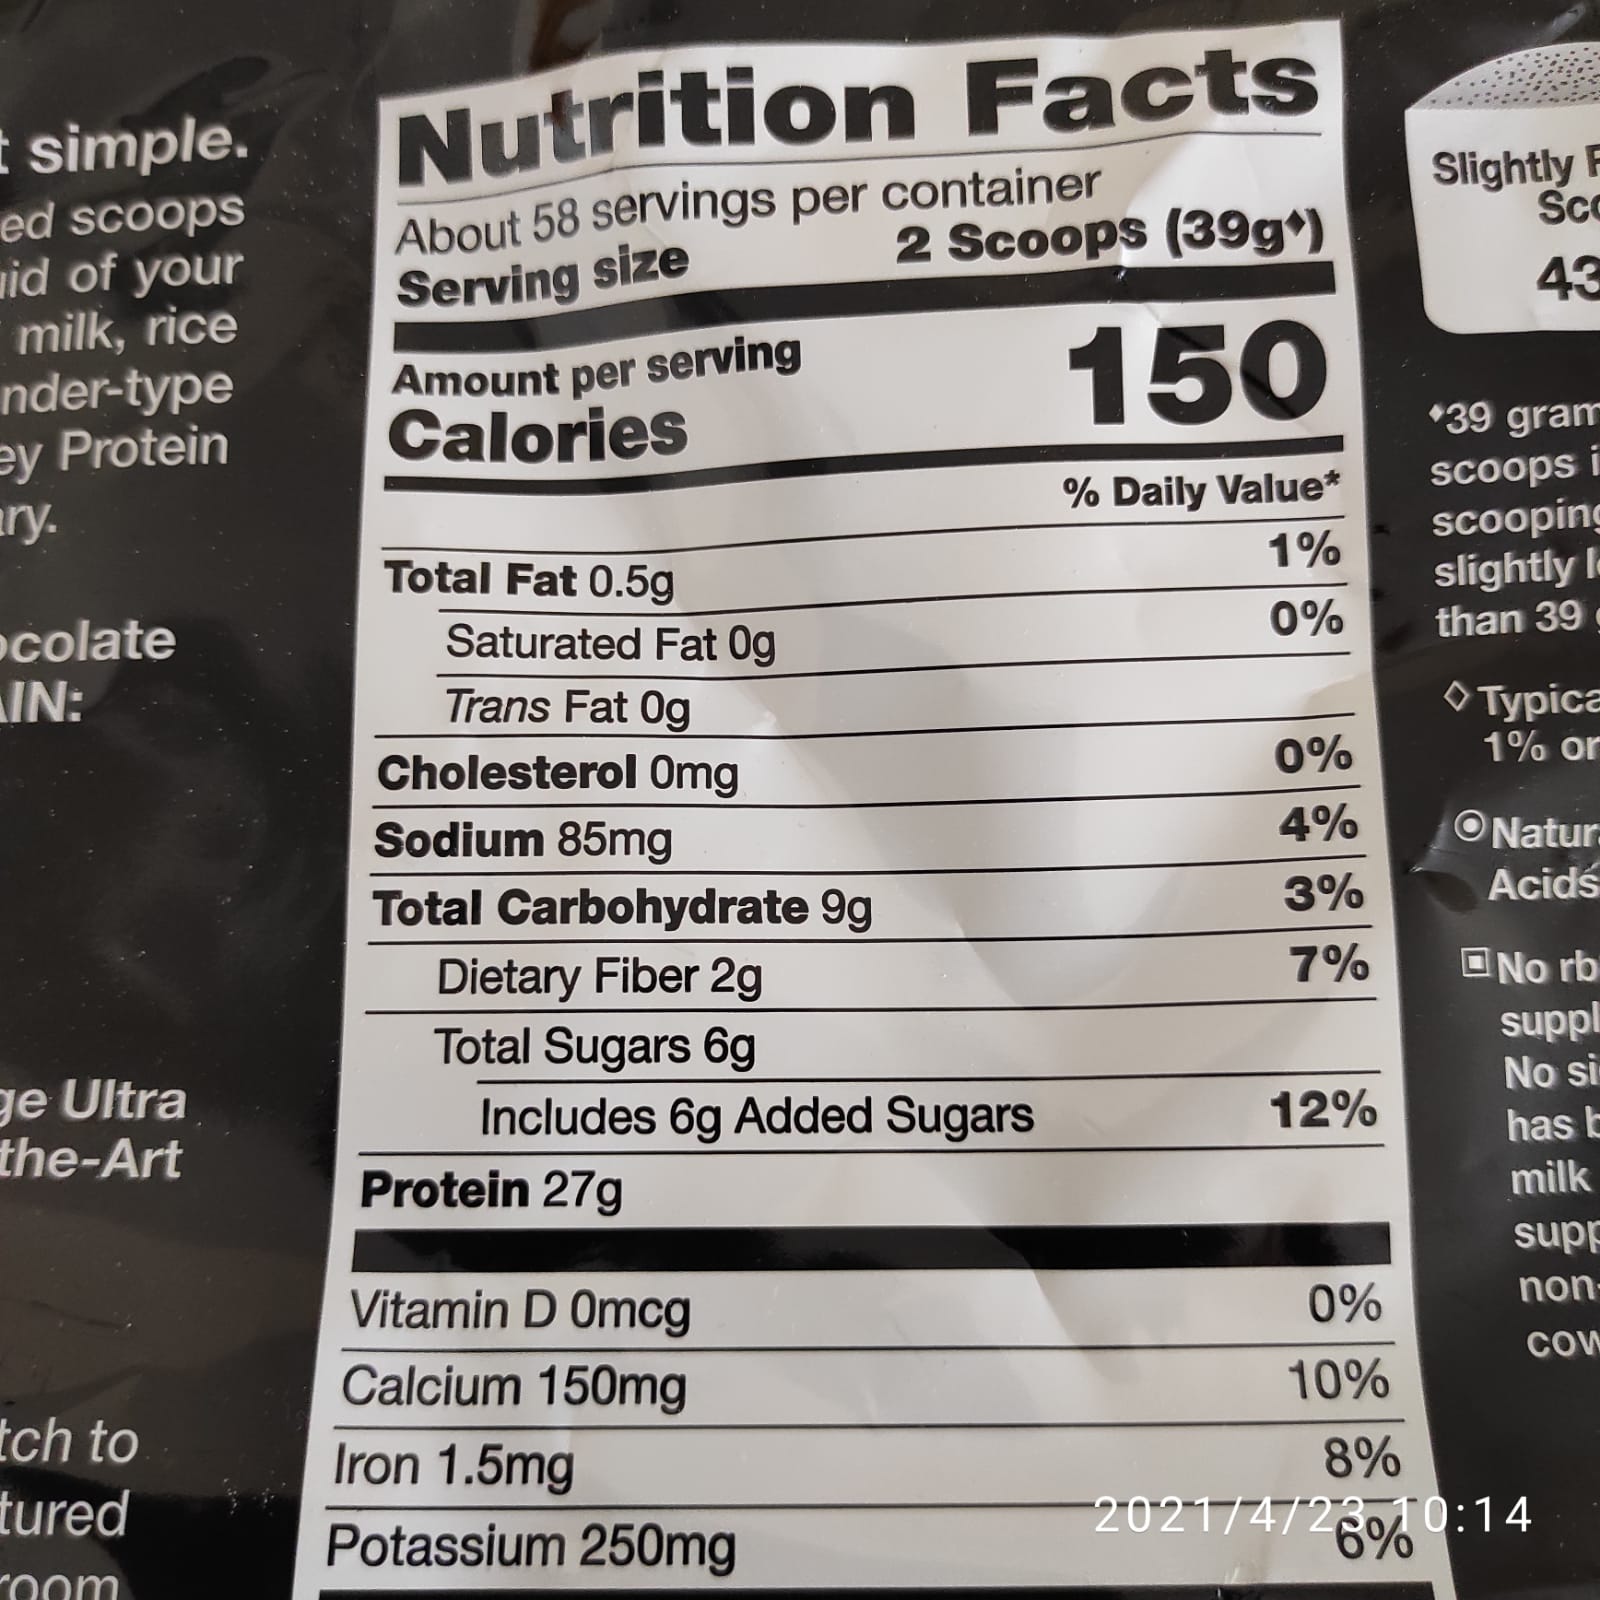 t simple.
ed scoops
uid of your
milk, rice
nder-type
ey Protein
ary.
ocolate
AIN:
ge Ultra
the-Art
tch to
tured
room
Nutrition Facts
About 58 servings per container
Serving size 2 Scoops (39g♦)
Amount per serving
Calories 150
% Daily Value*
Total Fat 0.5g 1%
Saturated Fat 0g 0%
Trans Fat 0g
Cholesterol 0mg 0%
Sodium 85mg 4%
Total Carbohydrate 9g 3%
Dietary Fiber 2g 7%
Total Sugars 6g
Includes 6g Added Sugars 12%
Protein 27g
Vitamin D 0mcg 0%
Calcium 150mg 10%
Iron 1.5mg 8%
Potassium 250mg 6%
Slightly
Sco
43
♦39 gram
scoops i
scooping
slightly l
than 39
◇ Typica
1% or
Natur
Acids
No rb
suppl
No si
has b
milk
supp
non-
cow
2021/4/23 10:14